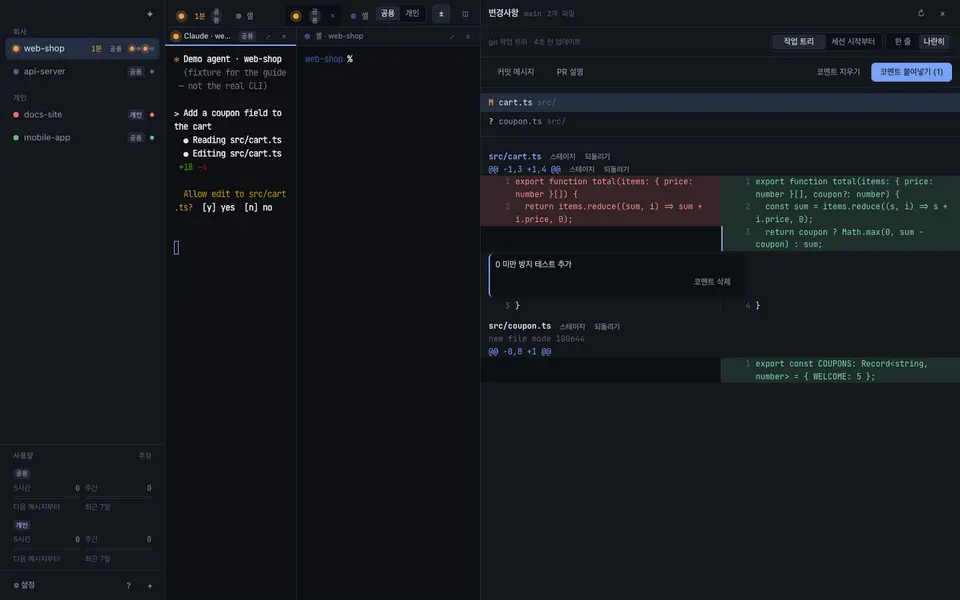 회사
web-shop 1분 공용
api-server 공용
개인
docs-site 개인
mobile-app 공용
사용량 추정
공용
5시간 0 주간 0
다음 메시지부터 최근 7일
개인
5시간 0 주간 0
다음 메시지부터 최근 7일
설정 ? +
1분 공용 셸 공용 × 셸 공용 개인 ±
Claude · we... 공용 ×
✻ Demo agent · web-shop
(fixture for the guide
— not the real CLI)
> Add a coupon field to
the cart
● Reading src/cart.ts
● Editing src/cart.ts
+18 -4
Allow edit to src/cart
.ts? [y] yes [n] no
셸 · web-shop ×
web-shop %
변경사항 main 2개 파일 ×
git 작업 트리 · 4초 전 업데이트 작업 트리 세션 시작부터 한 줄 나란히
커밋 메시지 PR 설명 코멘트 지우기 코멘트 붙여넣기 (1)
M cart.ts src/
? coupon.ts src/
src/cart.ts 스테이지 되돌리기
@@ -1,3 +1,4 @@ 스테이지 되돌리기
1 export function total(items: { price:
number }[]) {
2 return items.reduce((sum, i) => sum +
i.price, 0);
1 export function total(items: { price:
number }[], coupon?: number) {
2 const sum = items.reduce((s, i) => s +
i.price, 0);
3 return coupon ? Math.max(0, sum -
coupon) : sum;
0 미만 방지 테스트 추가
코멘트 삭제
3 } 4 }
src/coupon.ts 스테이지 되돌리기
new file mode 100644
@@ -0,0 +1 @@
1 export const COUPONS: Record<string,
number> = { WELCOME: 5 };